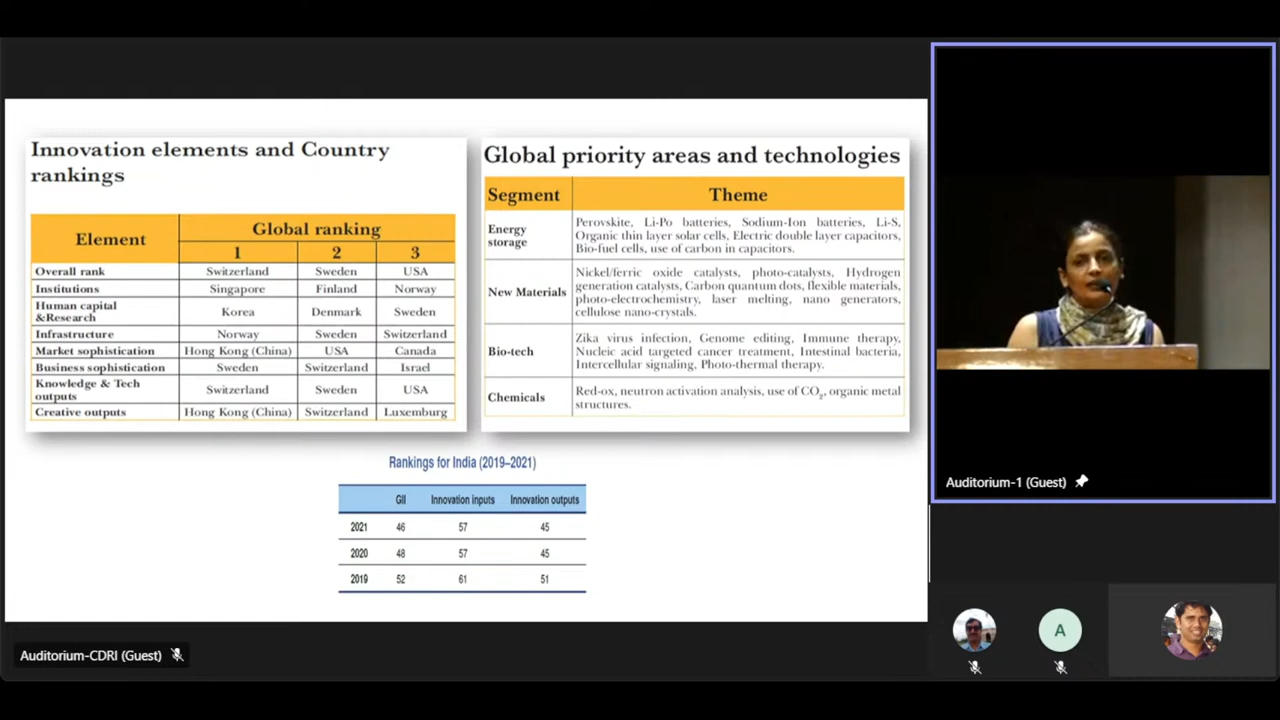 Innovation elements and Country
rankings
Element
Global ranking
1 2 3
Overall rank Switzerland Sweden USA
Institutions Singapore Finland Norway
Human capital
&Research Korea Denmark Sweden
Infrastructure Norway Sweden Switzerland
Market sophistication Hong Kong (China) USA Canada
Business sophistication Sweden Switzerland Israel
Knowledge & Tech
outputs Switzerland Sweden USA
Creative outputs Hong Kong (China) Switzerland Luxemburg
Global priority areas and technologies
Segment Theme
Energy
storage
Perovskite, Li-Po batteries, Sodium-Ion batteries, Li-S,
Organic thin layer solar cells, Electric double layer capacitors,
Bio-fuel cells, use of carbon in capacitors.
New Materials
Nickel/ferric oxide catalysts, photo-catalysts, Hydrogen
generation catalysts, Carbon quantum dots, flexible materials,
photo-electrochemistry, laser melting, nano generators,
cellulose nano-crystals.
Bio-tech
Zika virus infection, Genome editing, Immune therapy,
Nucleic acid targeted cancer treatment, Intestinal bacteria,
Intercellular signaling, Photo-thermal therapy.
Chemicals
Red-ox, neutron activation analysis, use of CO₂, organic metal
structures.
Rankings for India (2019–2021)
GII Innovation inputs Innovation outputs
2021 46 57 45
2020 48 57 45
2019 52 61 51
Auditorium-1 (Guest)
A
Auditorium-CDRI (Guest)